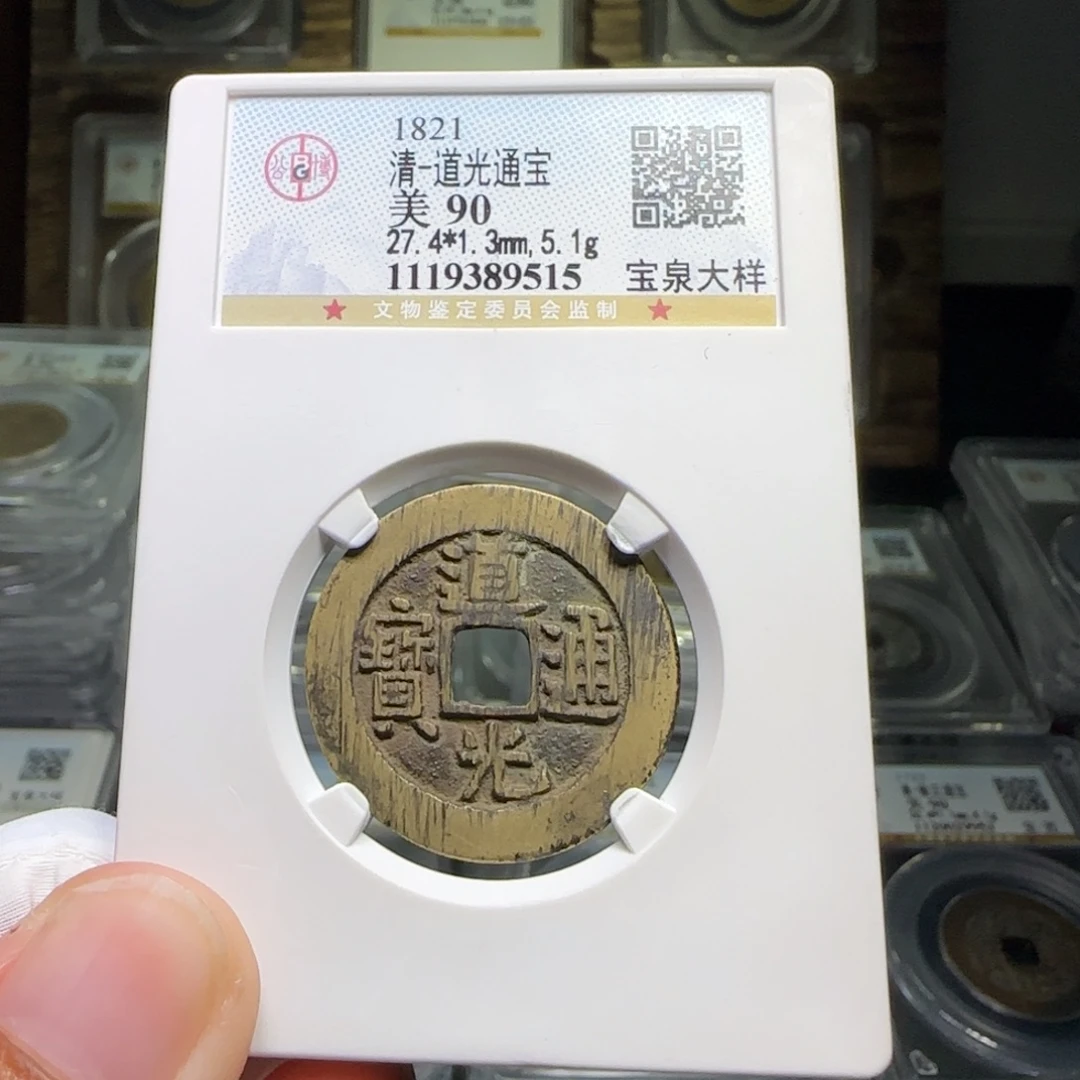 1821
清-道光通宝
美 90
27.4*1.3mm,5.1g
1119389515 宝泉大样
★ 文物鉴定委员会监制 ★
道
寶 通
光